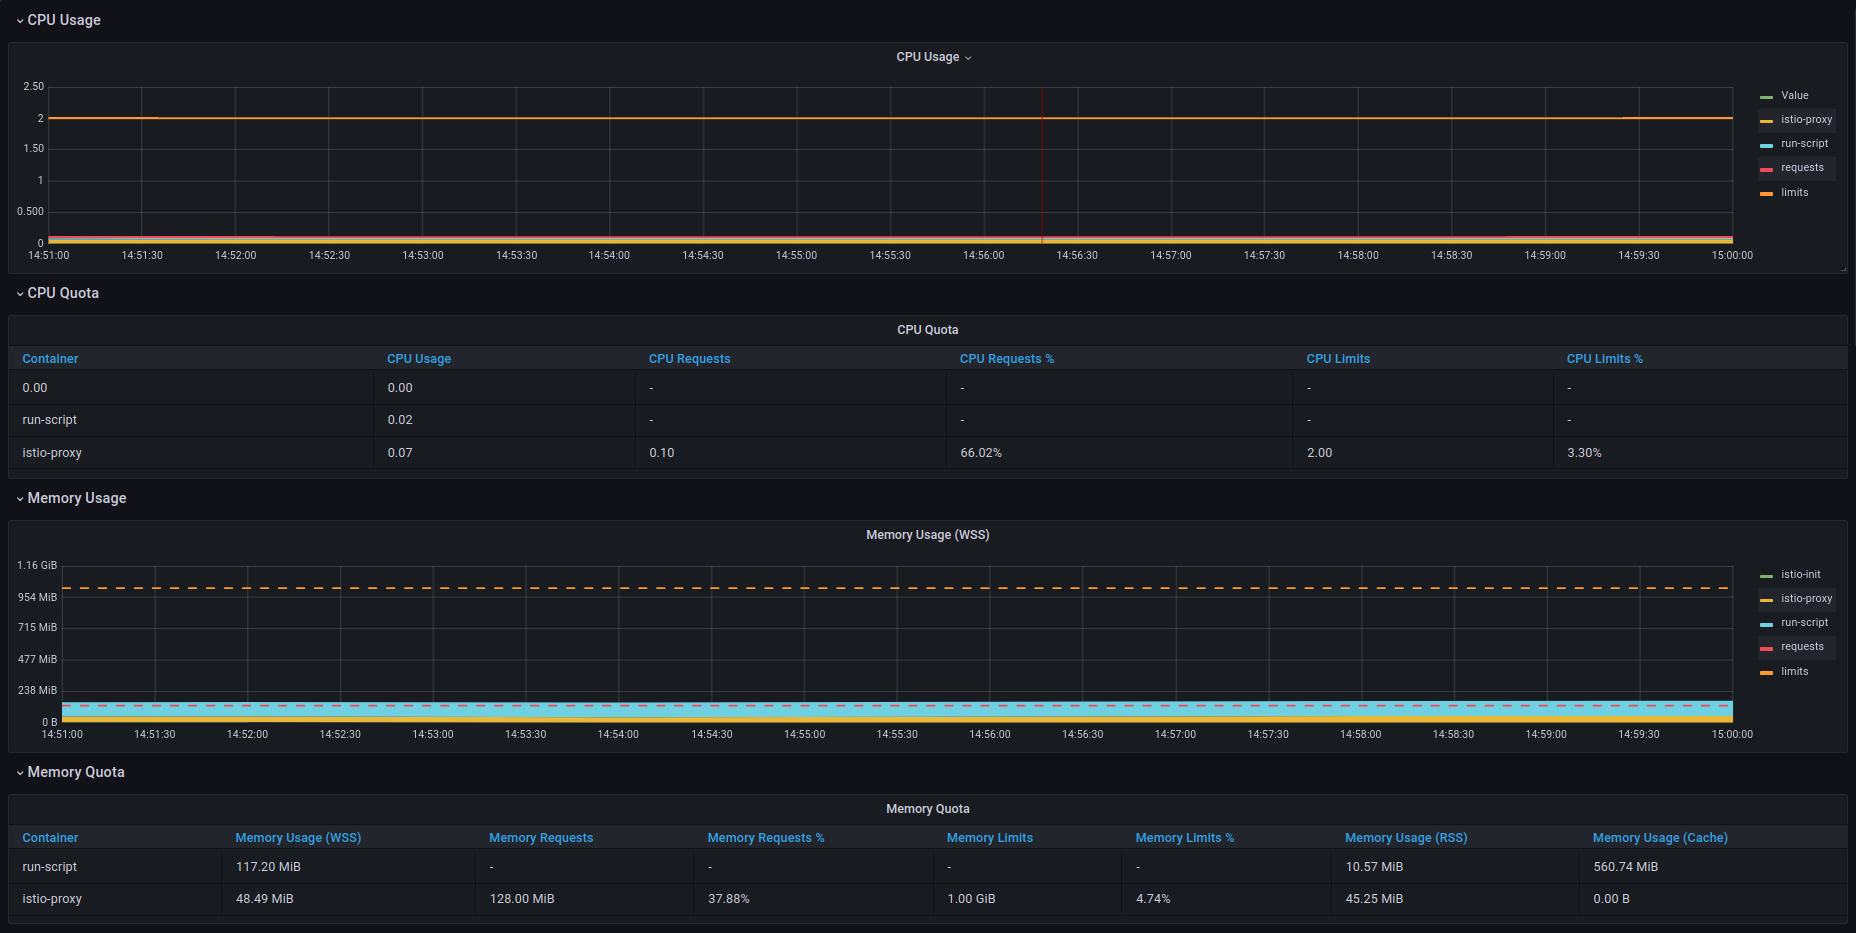 CPU Usage
CPU Usage
2.50
2
1.50
1
0.500
0
14:51:00 14:51:30 14:52:00 14:52:30 14:53:00 14:53:30 14:54:00 14:54:30 14:55:00 14:55:30 14:56:00 14:56:30 14:57:00 14:57:30 14:58:00 14:58:30 14:59:00 14:59:30 15:00:00
Value
istio-proxy
run-script
requests
limits
CPU Quota
CPU Quota
Container CPU Usage CPU Requests CPU Requests % CPU Limits CPU Limits %
0.00 0.00 - - - -
run-script 0.02 - - - -
istio-proxy 0.07 0.10 66.02% 2.00 3.30%
Memory Usage
Memory Usage (WSS)
1.16 GiB
954 MiB
715 MiB
477 MiB
238 MiB
0 B
14:51:00 14:51:30 14:52:00 14:52:30 14:53:00 14:53:30 14:54:00 14:54:30 14:55:00 14:55:30 14:56:00 14:56:30 14:57:00 14:57:30 14:58:00 14:58:30 14:59:00 14:59:30 15:00:00
istio-init
istio-proxy
run-script
requests
limits
Memory Quota
Memory Quota
Container Memory Usage (WSS) Memory Requests Memory Requests % Memory Limits Memory Limits % Memory Usage (RSS) Memory Usage (Cache)
run-script 117.20 MiB - - - - 10.57 MiB 560.74 MiB
istio-proxy 48.49 MiB 128.00 MiB 37.88% 1.00 GiB 4.74% 45.25 MiB 0.00 B